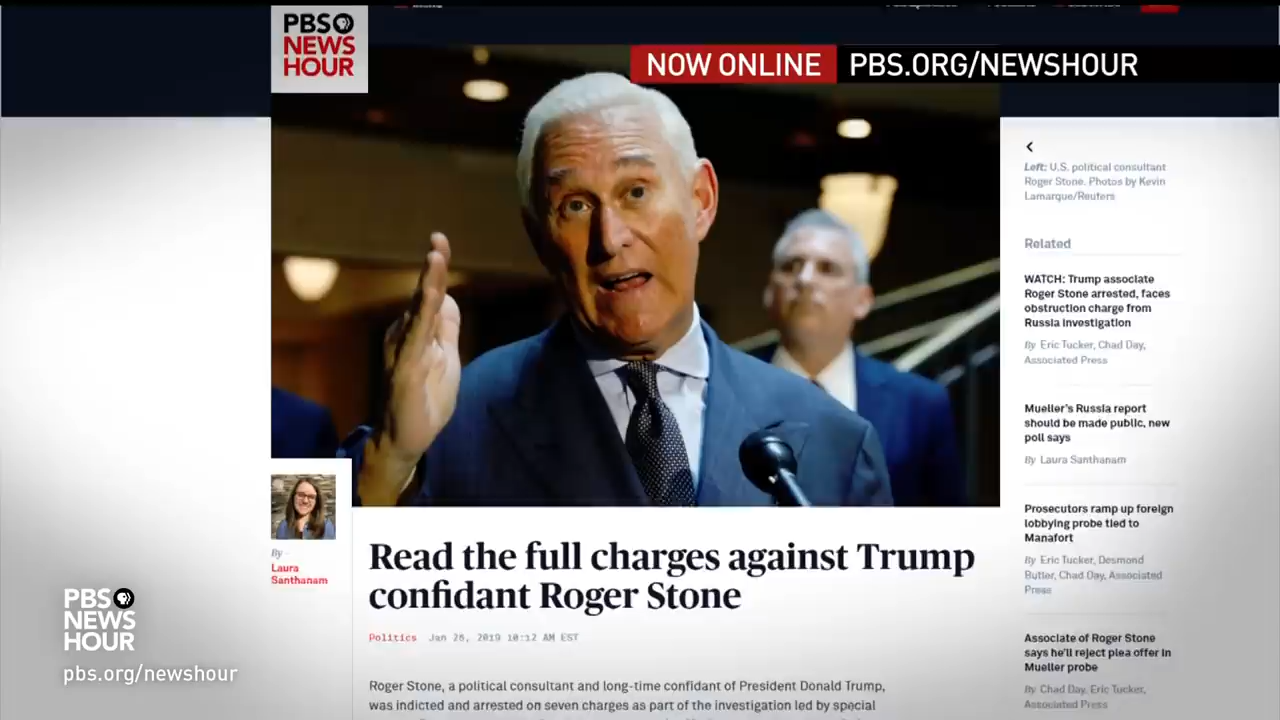 PBS
NEWS
HOUR
NOW ONLINE
PBS.ORG/NEWSHOUR
Left: U.S. political consultant
Roger Stone. Photos by Kevin
Lamarque/Reuters
Related
WATCH: Trump associate
Roger Stone arrested, faces
obstruction charge from
Russia investigation
By Eric Tucker, Chad Day,
Associated Press
Mueller's Russia report
should be made public, new
poll says
By Laura Santhanam
Prosecutors ramp up foreign
lobbying probe tied to
Manafort
By Eric Tucker, Desmond
Butler, Chad Day, Associated
Press
Associate of Roger Stone
says he'll reject plea offer in
Mueller probe
By Chad Day, Eric Tucker,
Associated Press
By
Laura
Santhanam
Read the full charges against Trump
confidant Roger Stone
Politics Jan 2019 10:12 AM EST
Roger Stone, a political consultant and long-time confidant of President Donald Trump,
was indicted and arrested on seven charges as part of the investigation led by special
PBS
NEWS
HOUR
pbs.org/newshour